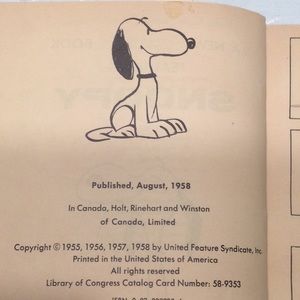 Published, August, 1958
In Canada, Holt, Rinehart and Winston
of Canada, Limited
Copyright © 1955, 1956, 1957, 1958 by United Feature Syndicate, Inc.
Printed in the United States of America
All rights reserved
Library of Congress Catalog Card Number: 58-9353